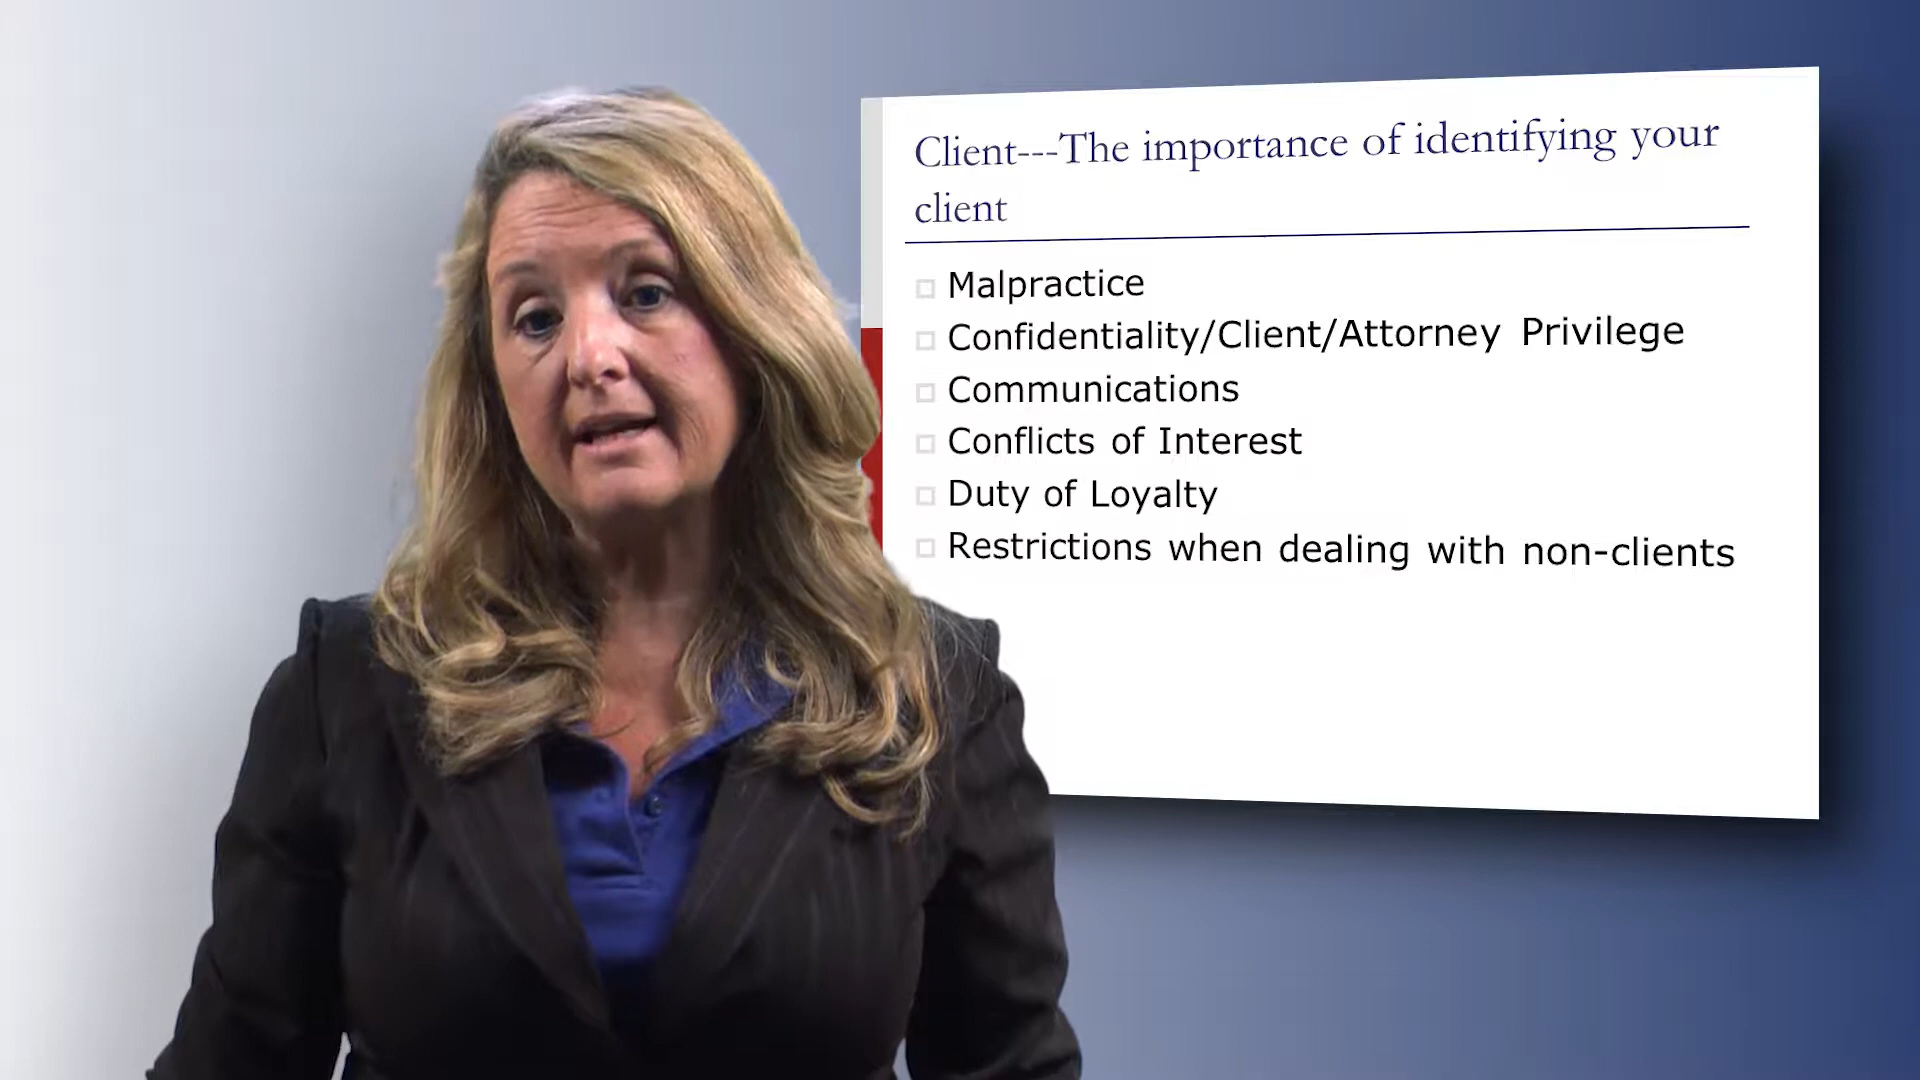 Client---The importance of identifying your
client
Malpractice
Confidentiality/Client/Attorney Privilege
Communications
Conflicts of Interest
Duty of Loyalty
Restrictions when dealing with non-clients